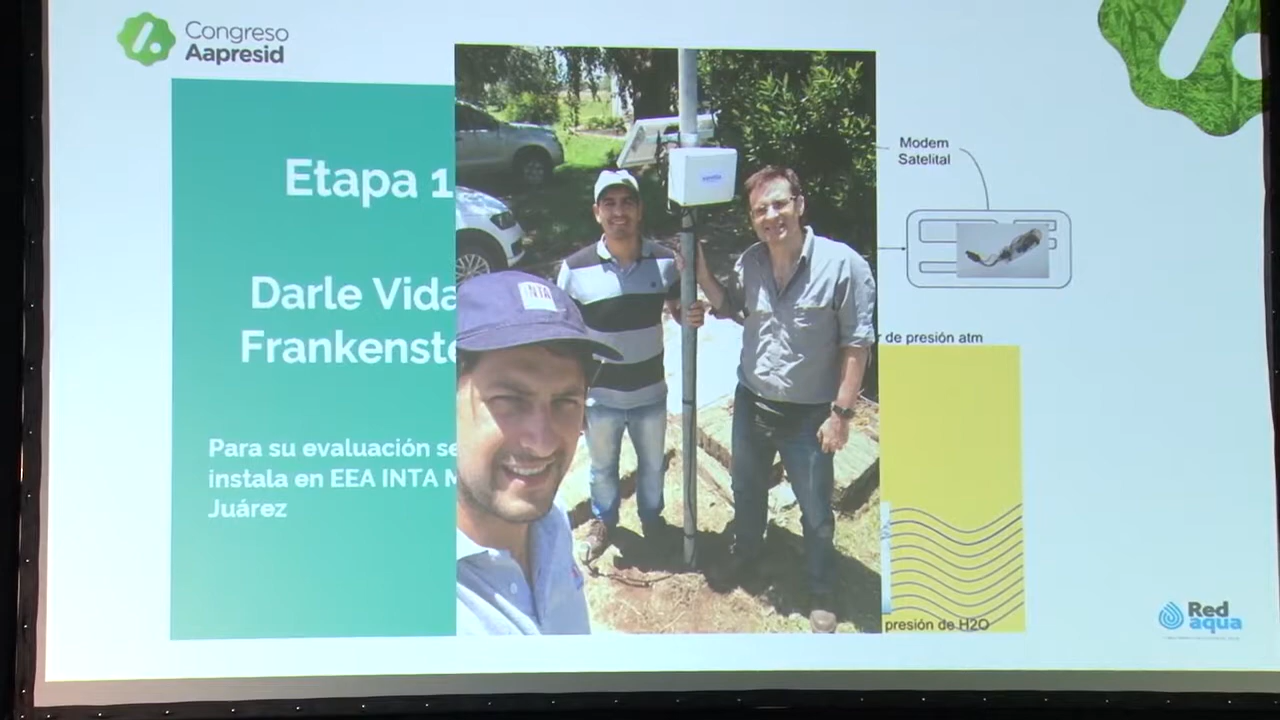 Congreso
Aapresid
Etapa 1
Darle Vida
Frankenste
Para su evaluación se
instala en EEA INTA M
Juárez
INTA
Modem
Satelital
r de presión atm
presión de H2O
Red
aqua